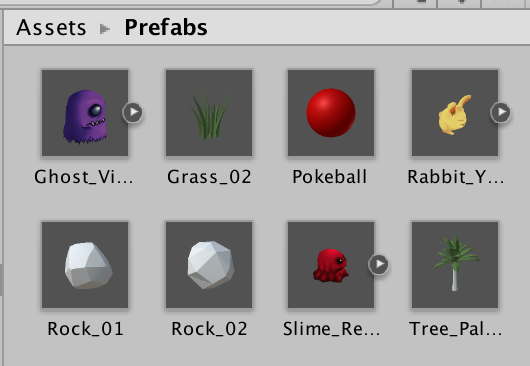 Assets ▸ Prefabs
Ghost_Vi... Grass_02 Pokeball Rabbit_Y...
Rock_01 Rock_02 Slime_Re... Tree_Pal...